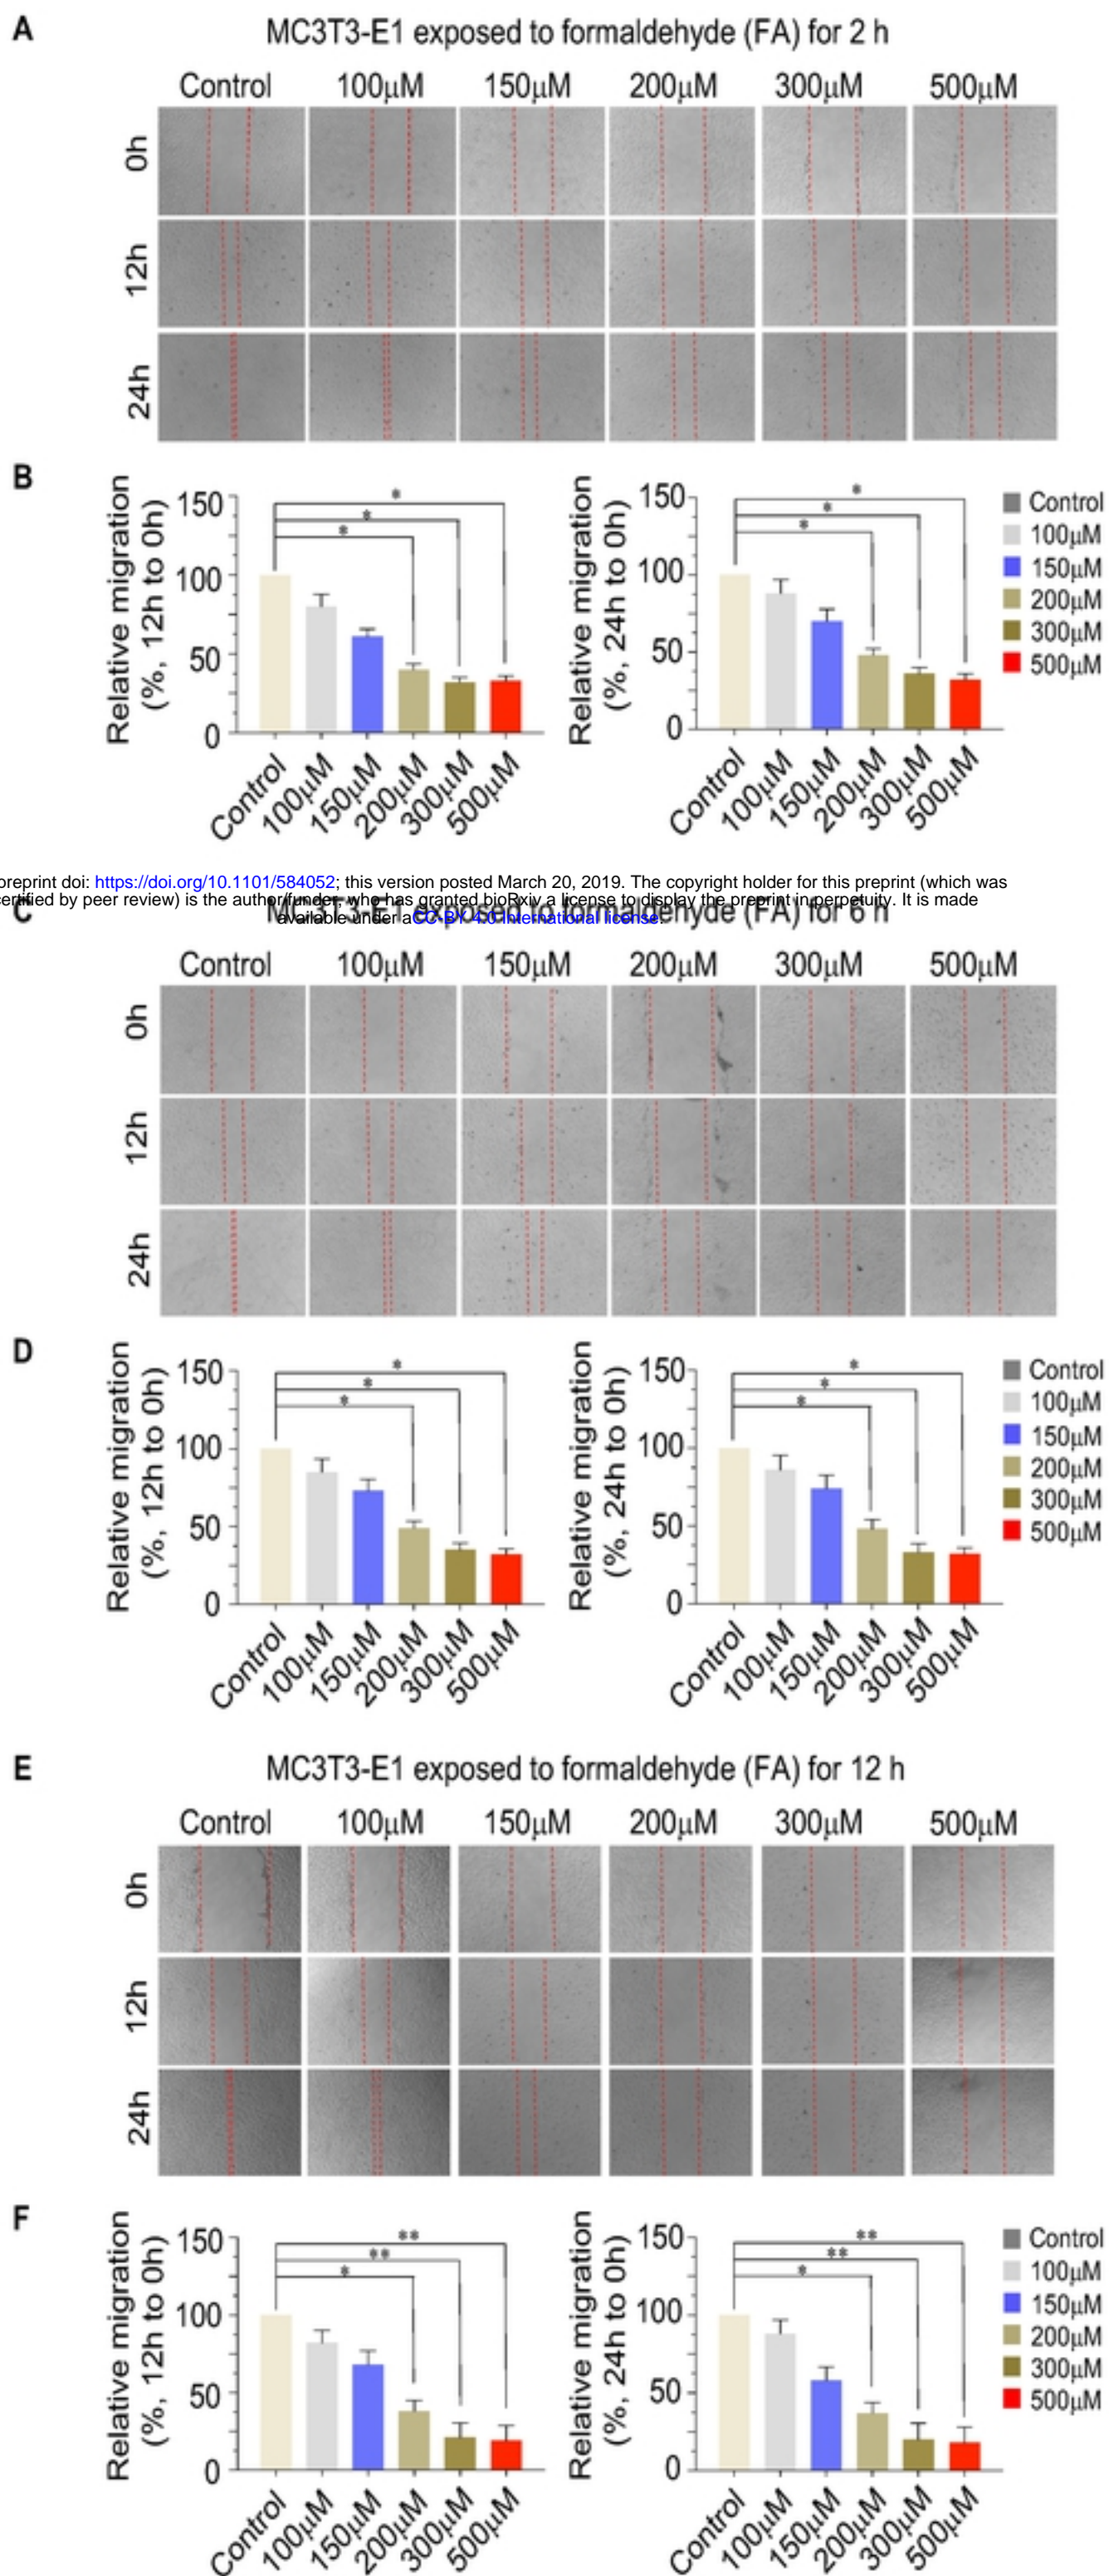 A
MC3T3-E1 exposed to formaldehyde (FA) for 2 h
Control 100μM 150μM 200μM 300μM 500μM
0h
12h
24h
B
Relative migration
(%, 12h to 0h)
150
100
50
0
* * *
Control 100μM 150μM 200μM 300μM 500μM
Relative migration
(%, 24h to 0h)
150
100
50
0
* * *
Control 100μM 150μM 200μM 300μM 500μM
Control
100μM
150μM
200μM
300μM
500μM
preprint doi: https://doi.org/10.1101/584052; this version posted March 20, 2019. The copyright holder for this preprint (which was
certified by peer review) is the author/funder, who has granted bioRxiv a license to display the preprint in perpetuity. It is made
available under aCC-BY 4.0 International license.
C
MC3T3-E1 exposed to formaldehyde (FA) for 6 h
Control 100μM 150μM 200μM 300μM 500μM
0h
12h
24h
D
Relative migration
(%, 12h to 0h)
150
100
50
0
* * *
Control 100μM 150μM 200μM 300μM 500μM
Relative migration
(%, 24h to 0h)
150
100
50
0
* * *
Control 100μM 150μM 200μM 300μM 500μM
Control
100μM
150μM
200μM
300μM
500μM
E
MC3T3-E1 exposed to formaldehyde (FA) for 12 h
Control 100μM 150μM 200μM 300μM 500μM
0h
12h
24h
F
Relative migration
(%, 12h to 0h)
150
100
50
0
** ** *
Control 100μM 150μM 200μM 300μM 500μM
Relative migration
(%, 24h to 0h)
150
100
50
0
** ** *
Control 100μM 150μM 200μM 300μM 500μM
Control
100μM
150μM
200μM
300μM
500μM